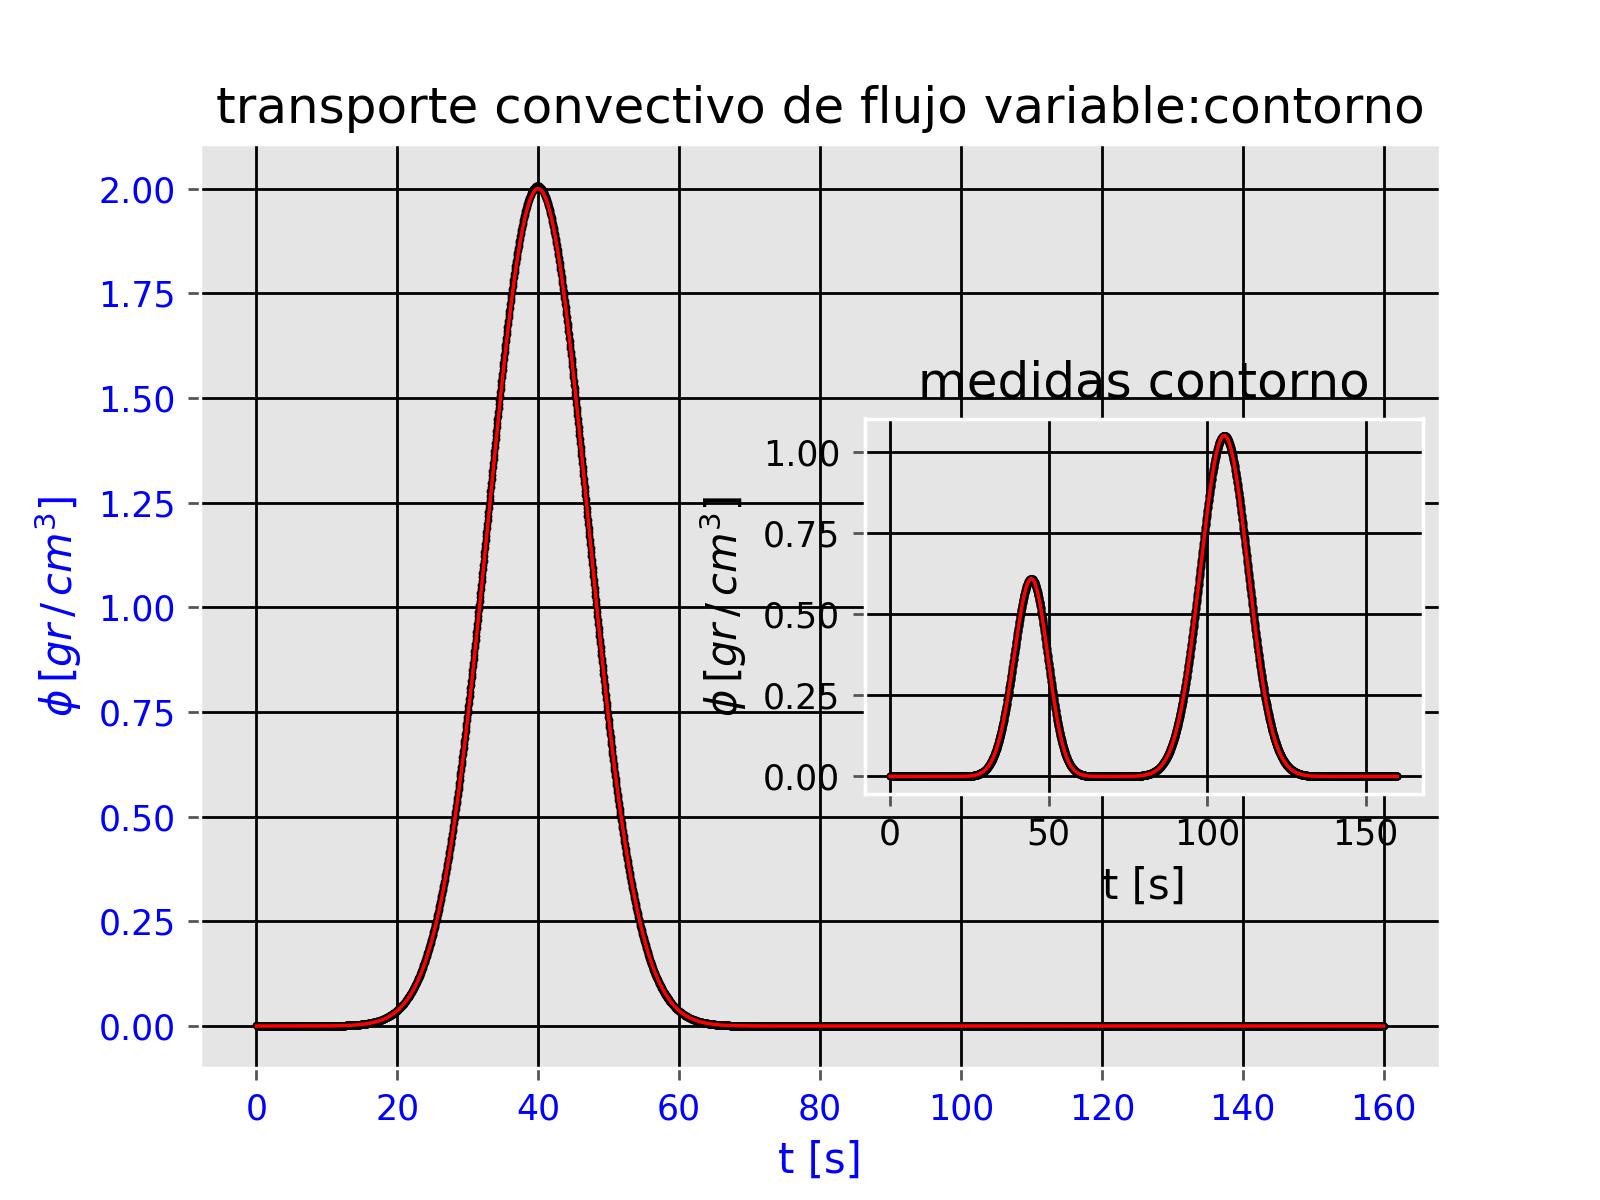 transporte convectivo de flujo variable:contorno
2.00
1.75
1.50
1.25
1.00
0.75
0.50
0.25
0.00
ϕ [gr/cm³]
0 20 40 60 80 100 120 140 160
t [s]
medidas contorno
1.00
0.75
0.50
0.25
0.00
ϕ [gr/cm³]
0 50 100 150
t [s]